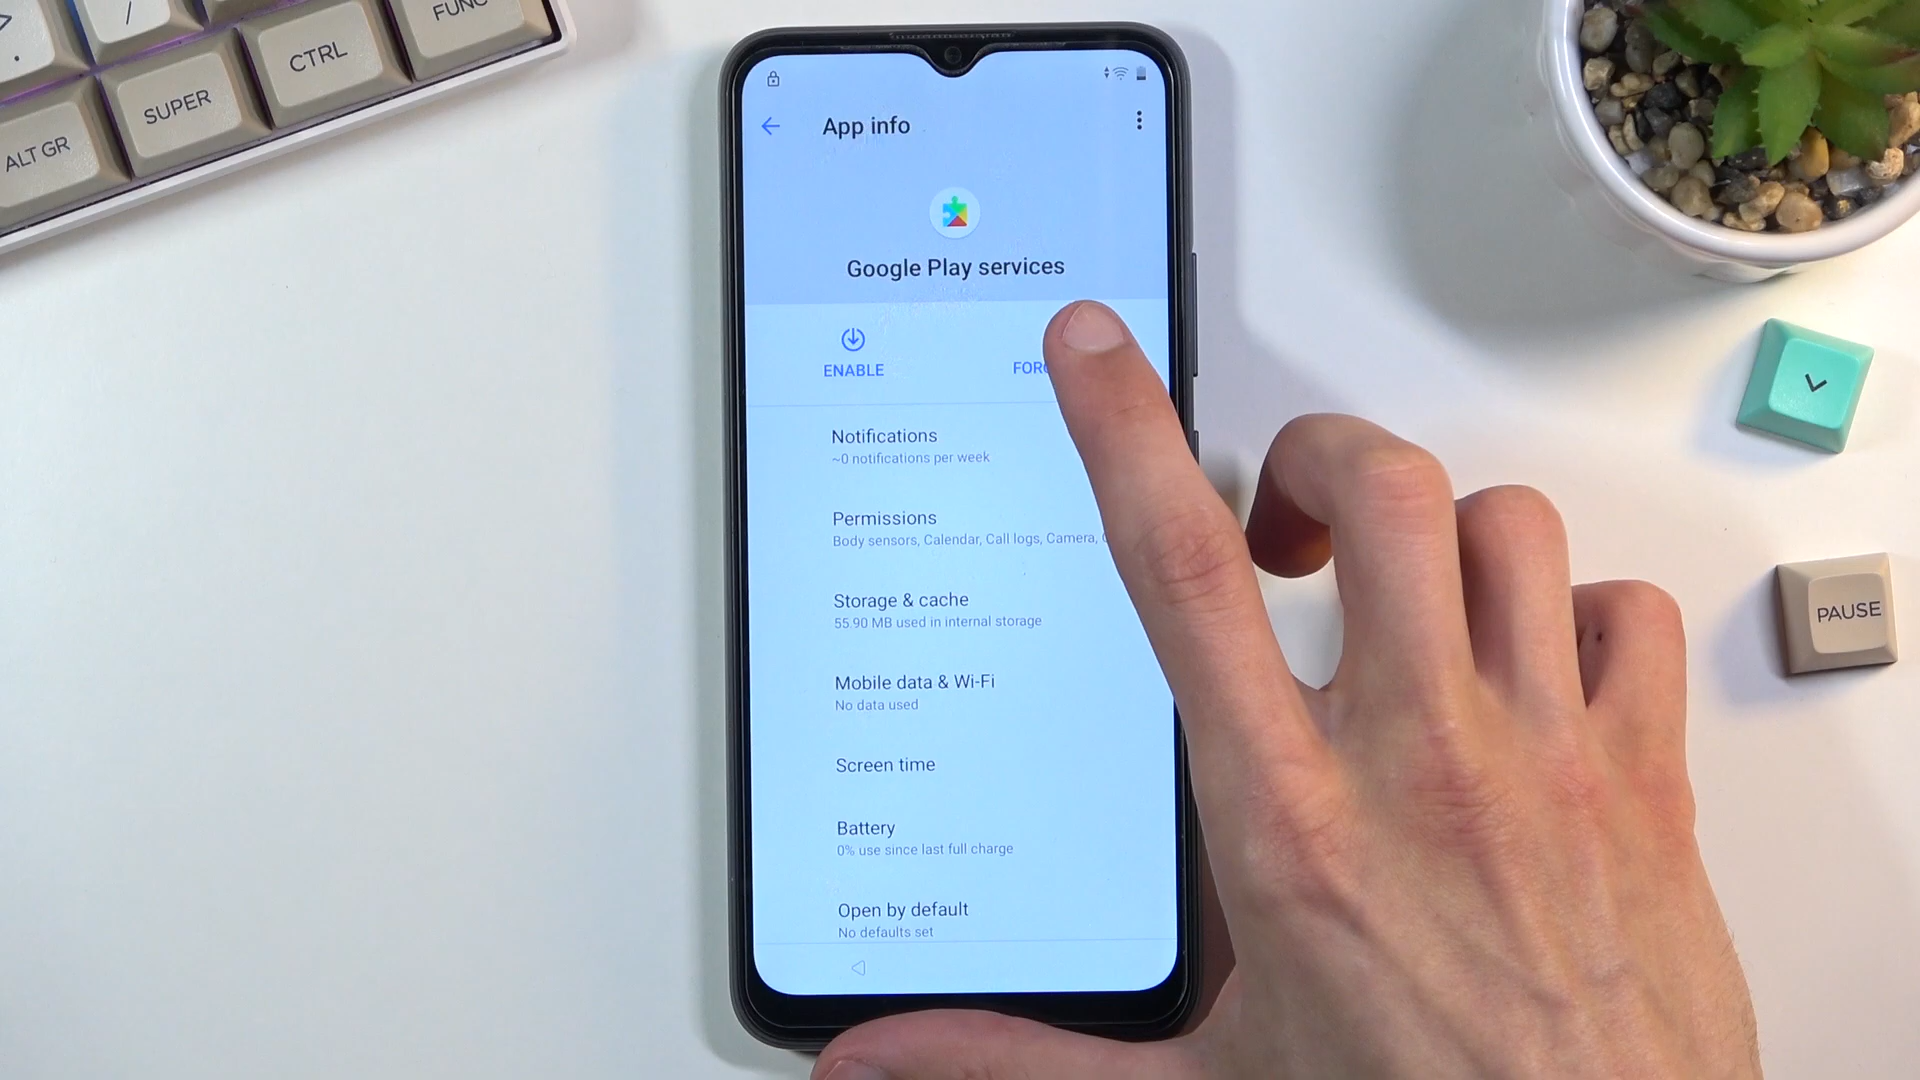 /
FUNC
CTRL
SUPER
ALT GR
App info
Google Play services
ENABLE
Notifications
~0 notifications per week
Permissions
Body sensors, Calendar, Call logs, Camera,
Storage & cache
55.90 MB used in internal storage
Mobile data & Wi-Fi
No data used
Screen time
Battery
0% use since last full charge
Open by default
No defaults set
PAUSE